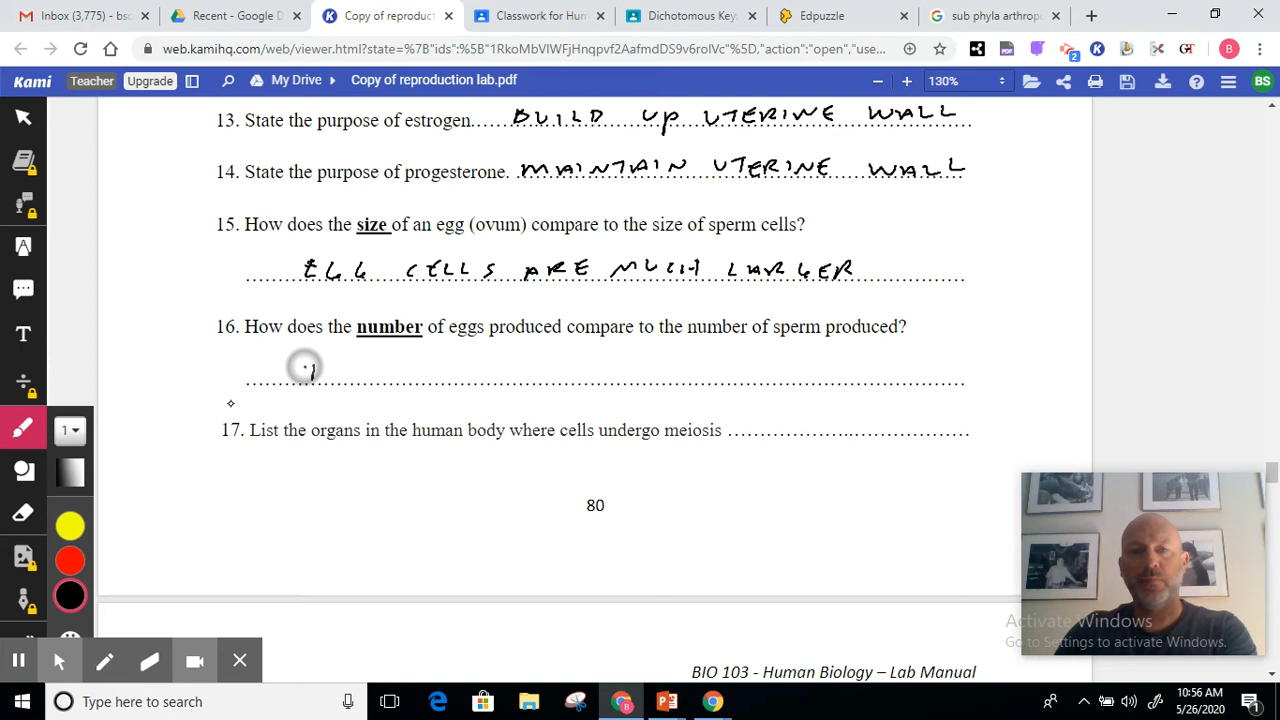 Inbox (3,775) - bsc
Recent - Google D
Copy of reproducti
Classwork for Hum
Dichotomous Key
Edpuzzle
sub phyla arthropo
web.kamihq.com/web/viewer.html?state=%7B"ids"%3A%5B"1RkoMbVlWFjHnqpvf2AafmdDS9v6rolVc"%5D,"action":"open","use...
Kami Teacher Upgrade My Drive Copy of reproduction lab.pdf 130% BS
13. State the purpose of estrogen..... BUILD UP UTERINE WALL
14. State the purpose of progesterone. MAINTAIN UTERINE WALL
15. How does the size of an egg (ovum) compare to the size of sperm cells?
EGG CELLS ARE MUCH LARGER
16. How does the number of eggs produced compare to the number of sperm produced?
17. List the organs in the human body where cells undergo meiosis
80
BIO 103 - Human Biology – Lab Manual
Activate Windows
Go to Settings to activate Windows.
Type here to search
10:56 AM
5/26/2020